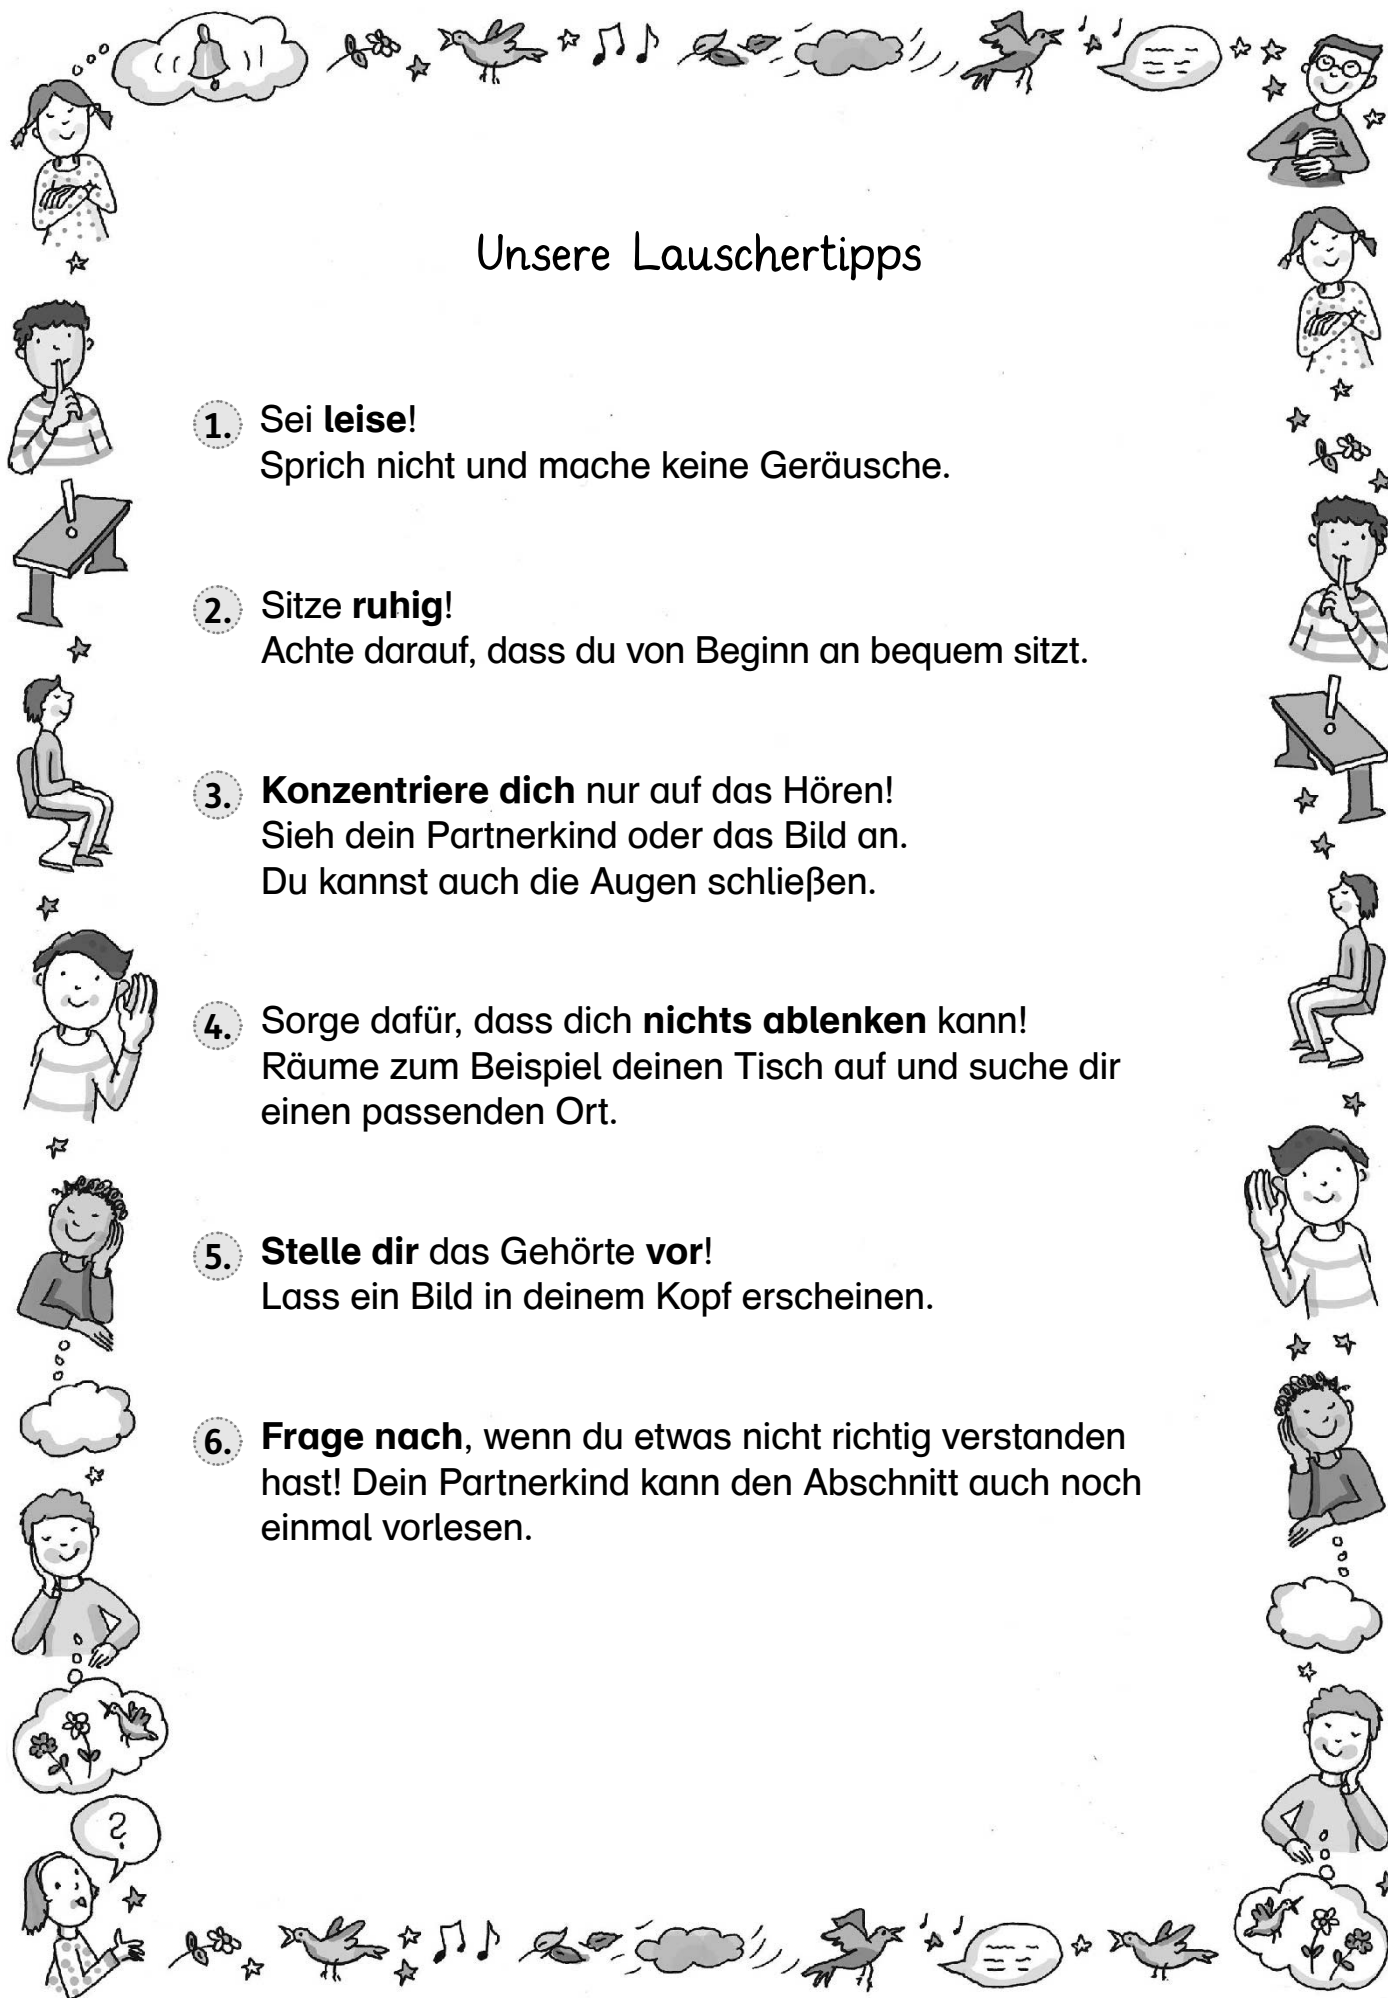 Unsere Lauschertipps
1. Sei leise!
Sprich nicht und mache keine Geräusche.
2. Sitze ruhig!
Achte darauf, dass du von Beginn an bequem sitzt.
3. Konzentriere dich nur auf das Hören!
Sieh dein Partnerkind oder das Bild an.
Du kannst auch die Augen schließen.
4. Sorge dafür, dass dich nichts ablenken kann!
Räume zum Beispiel deinen Tisch auf und suche dir
einen passenden Ort.
5. Stelle dir das Gehörte vor!
Lass ein Bild in deinem Kopf erscheinen.
6. Frage nach, wenn du etwas nicht richtig verstanden
hast! Dein Partnerkind kann den Abschnitt auch noch
einmal vorlesen.
?